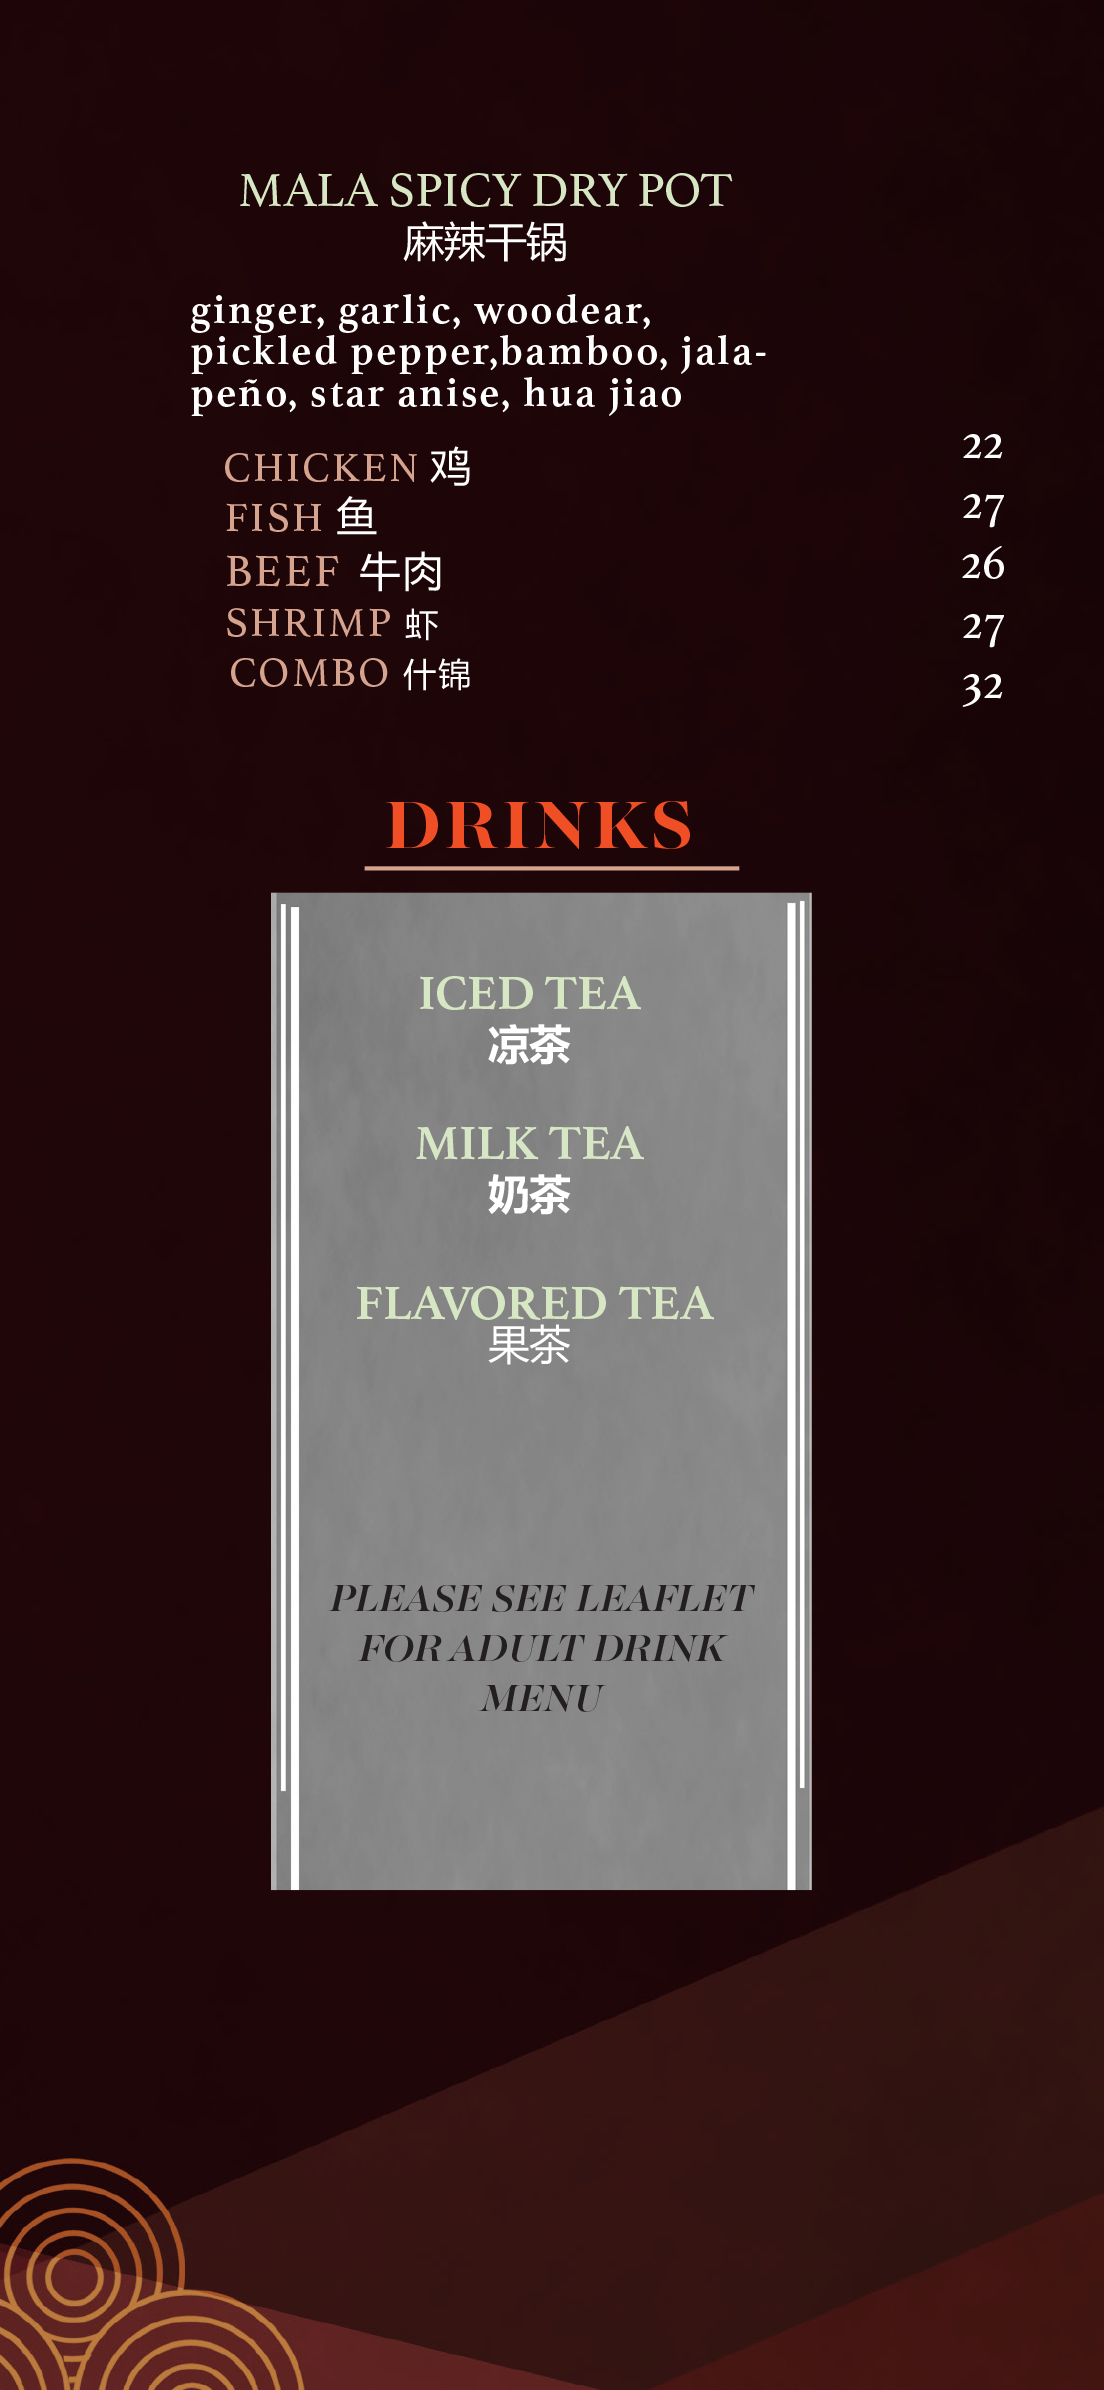 MALA SPICY DRY POT
麻辣干锅
ginger, garlic, woodear,
pickled pepper,bamboo, jala-
peño, star anise, hua jiao
CHICKEN 鸡 22
FISH 鱼 27
BEEF 牛肉 26
SHRIMP 虾 27
COMBO 什锦 32
DRINKS
ICED TEA
凉茶
MILK TEA
奶茶
FLAVORED TEA
果茶
PLEASE SEE LEAFLET
FOR ADULT DRINK
MENU